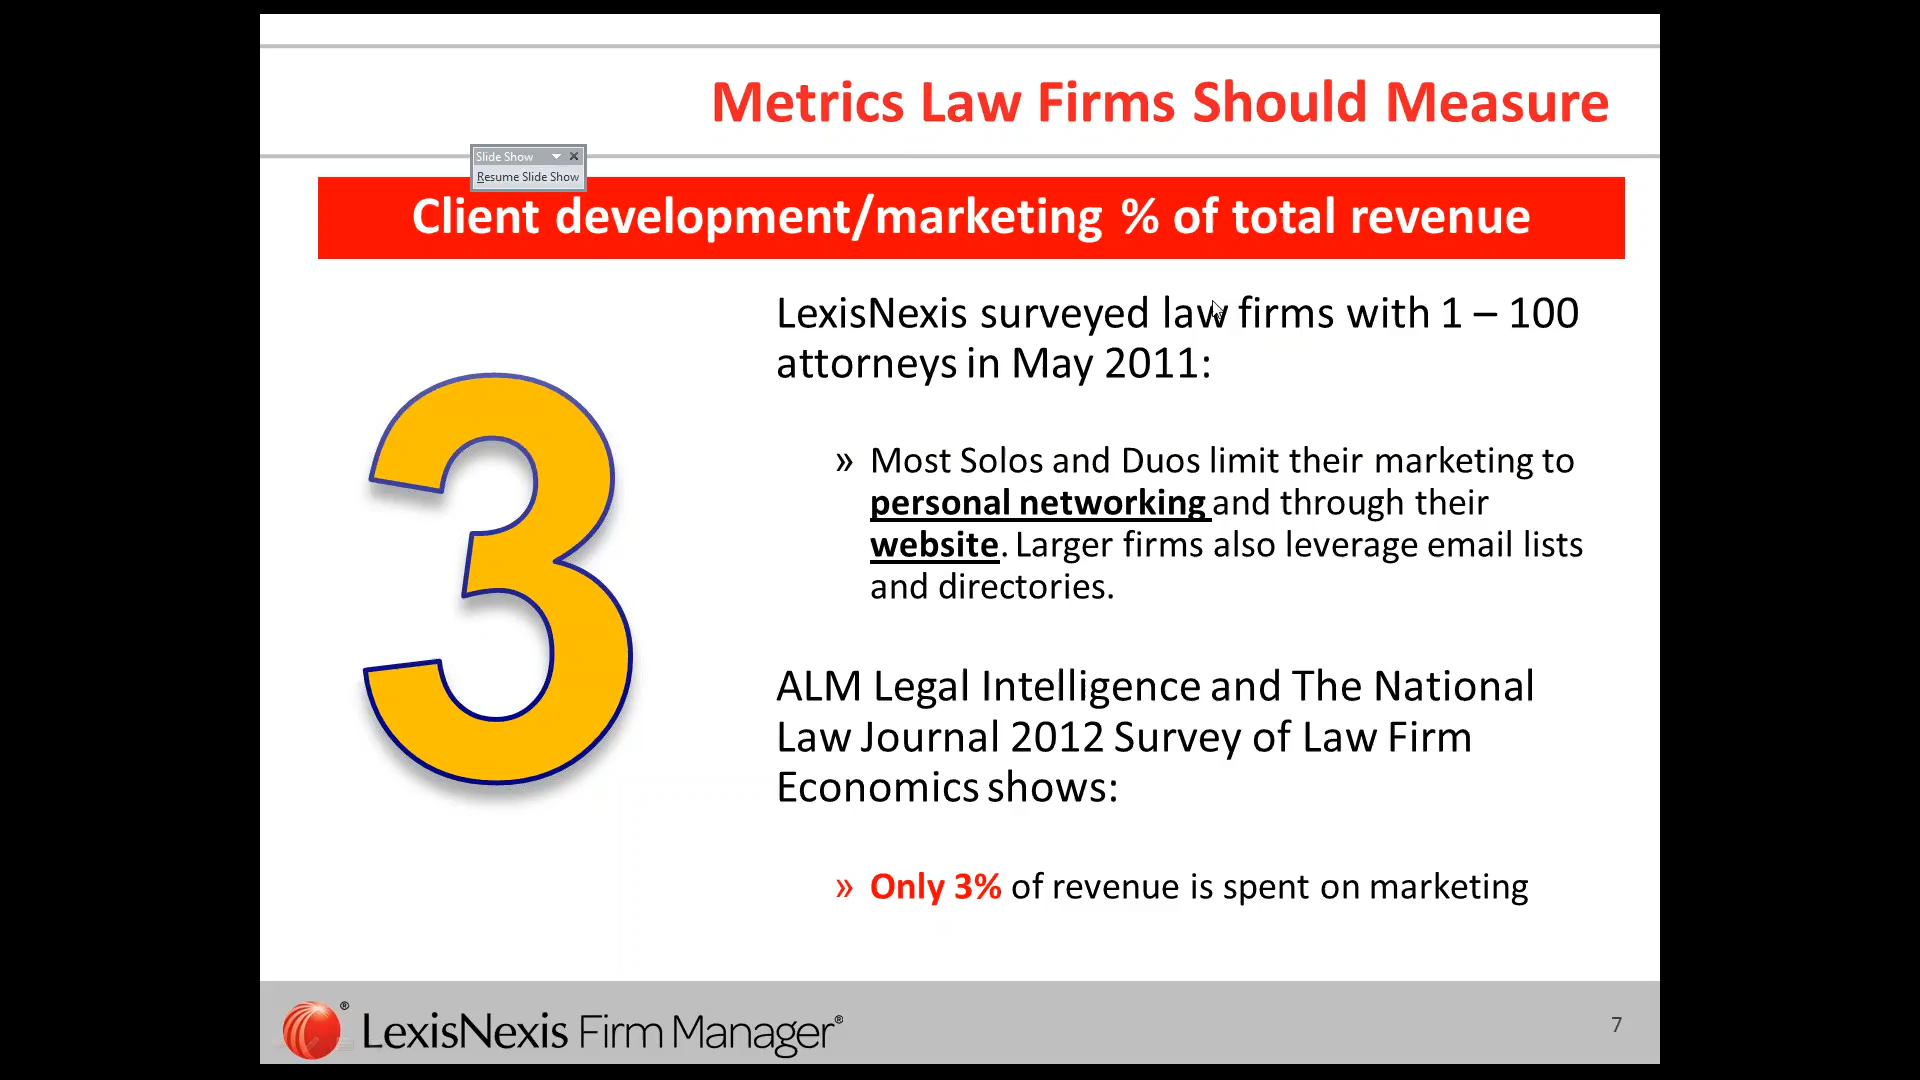 Metrics Law Firms Should Measure
Slide Show
Resume Slide Show
Client development/marketing % of total revenue
3
LexisNexis surveyed law firms with 1 – 100
attorneys in May 2011:
» Most Solos and Duos limit their marketing to
personal networking and through their
website. Larger firms also leverage email lists
and directories.
ALM Legal Intelligence and The National
Law Journal 2012 Survey of Law Firm
Economics shows:
» Only 3% of revenue is spent on marketing
® LexisNexis Firm Manager®
7